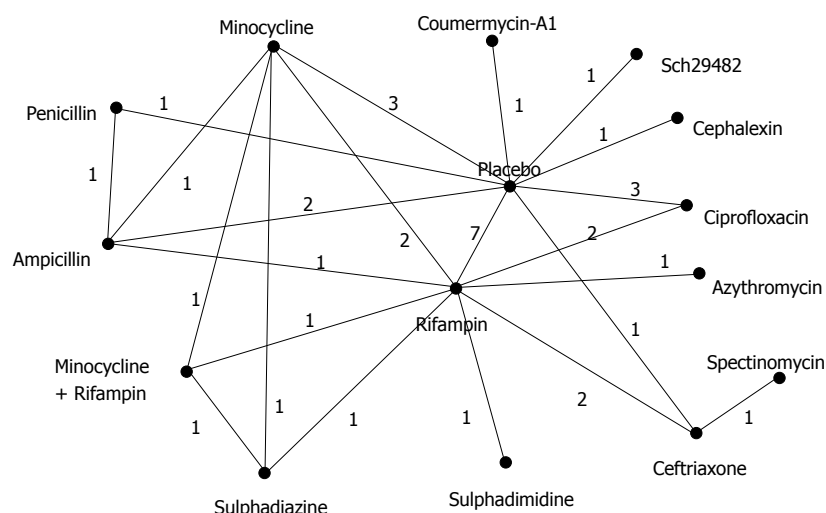 Minocycline
Coumermycin-A1
Sch29482
Penicillin
1
3
1
1
1
Cephalexin
Placebo
1
1
2
3
Ciprofloxacin
Ampicillin
1
2
7
2
1
Azythromycin
1
1
Rifampin
1
Minocycline
+ Rifampin
Spectinomycin
1
1
1
1
2
1
Ceftriaxone
Sulphadiazine
Sulphadimidine